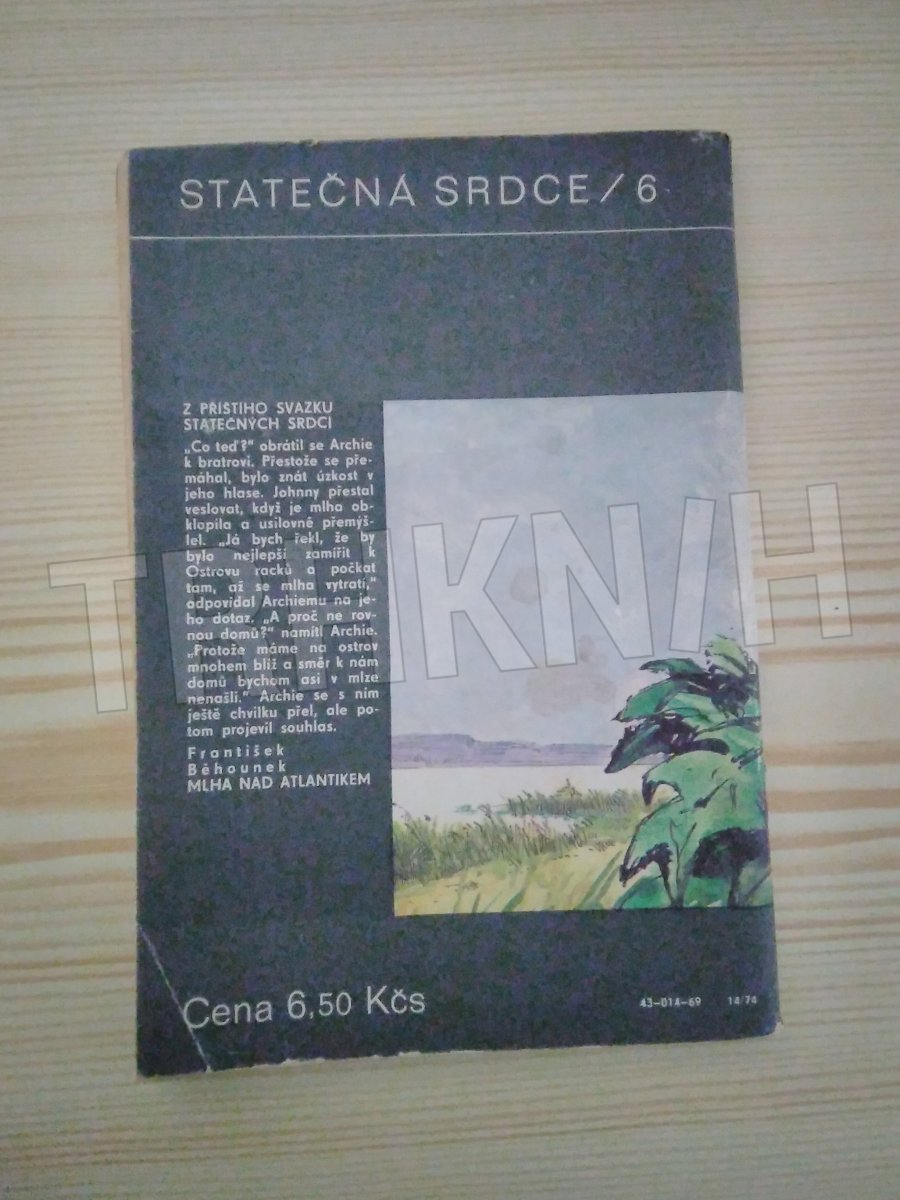 STATEČNÁ SRDCE / 6
Z PŘÍŠTÍHO SVAZKU
STATEČNÝCH SRDCÍ
„Co teď?“ obrátil se Archie
k bratrovi. Přestože se pře-
máhal, bylo znát úzkost v
jeho hlase. Johnny přestal
veslovat, když je mlha ob-
klopila a usilovně přemýš-
lel. „Já bych řekl, že by
bylo nejlepší zamířit k
Ostrovu racků a počkat
tam, až se mlha vytratí,“
odpovídal Archiemu na je-
ho dotaz. „A proč ne rov-
nou domů?“ namítl Archie.
„Protože máme na ostrov
mnohem blíž a směr k nám
domů bychom asi v mlze
nenašli.“ Archie se s ním
ještě chvilku přel, ale po-
tom projevil souhlas.
František
Běhounek
MLHA NAD ATLANTIKEM
Cena 6,50 Kčs
43-014-69 14/74